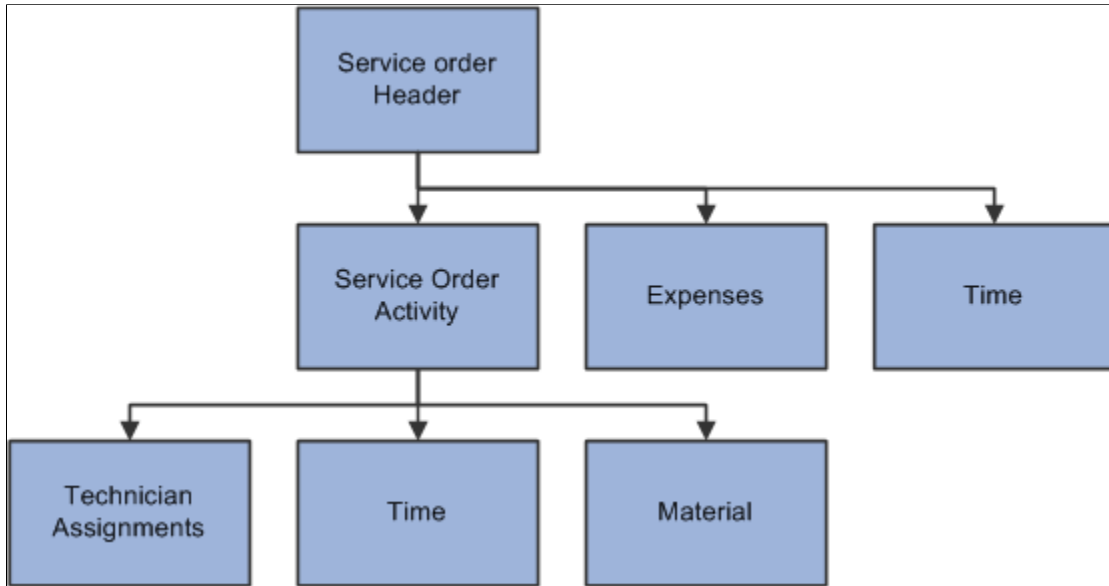 Service order
Header
Service Order
Activity
Expenses
Time
Technician
Assignments
Time
Material